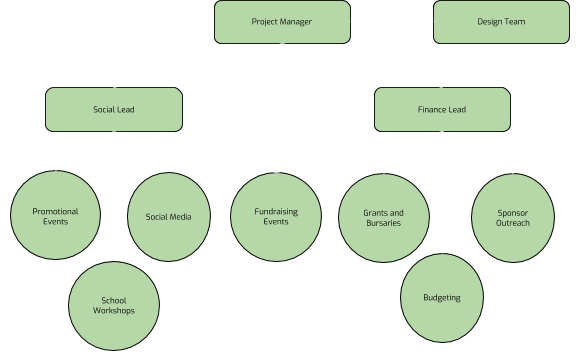 Project Manager
Design Team
Social Lead
Finance Lead
Promotional
Events
Social Media
Fundraising
Events
Grants and
Bursaries
Sponsor
Outreach
School
Workshops
Budgeting